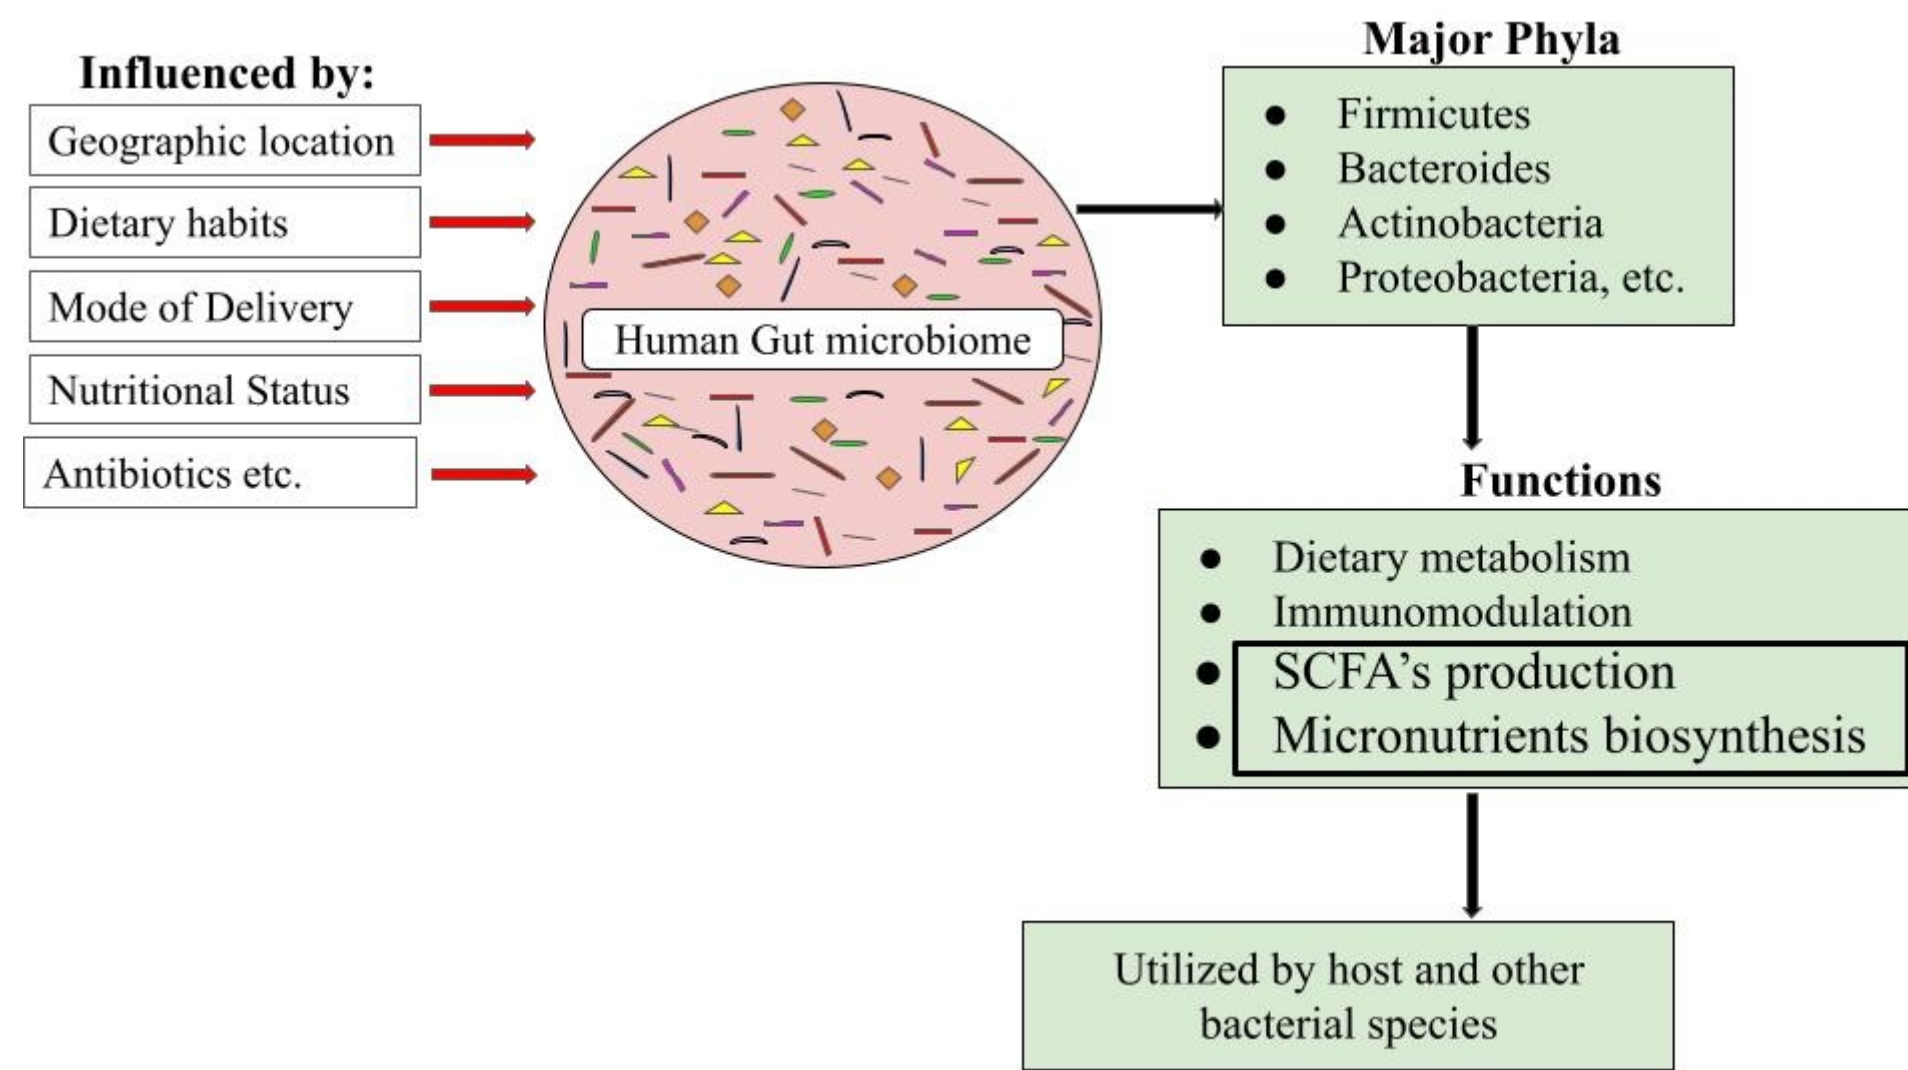 Influenced by:
Geographic location
Dietary habits
Mode of Delivery
Nutritional Status
Antibiotics etc.
Human Gut microbiome
Major Phyla
● Firmicutes
● Bacteroides
● Actinobacteria
● Proteobacteria, etc.
Functions
● Dietary metabolism
● Immunomodulation
● SCFA’s production
● Micronutrients biosynthesis
Utilized by host and other
bacterial species